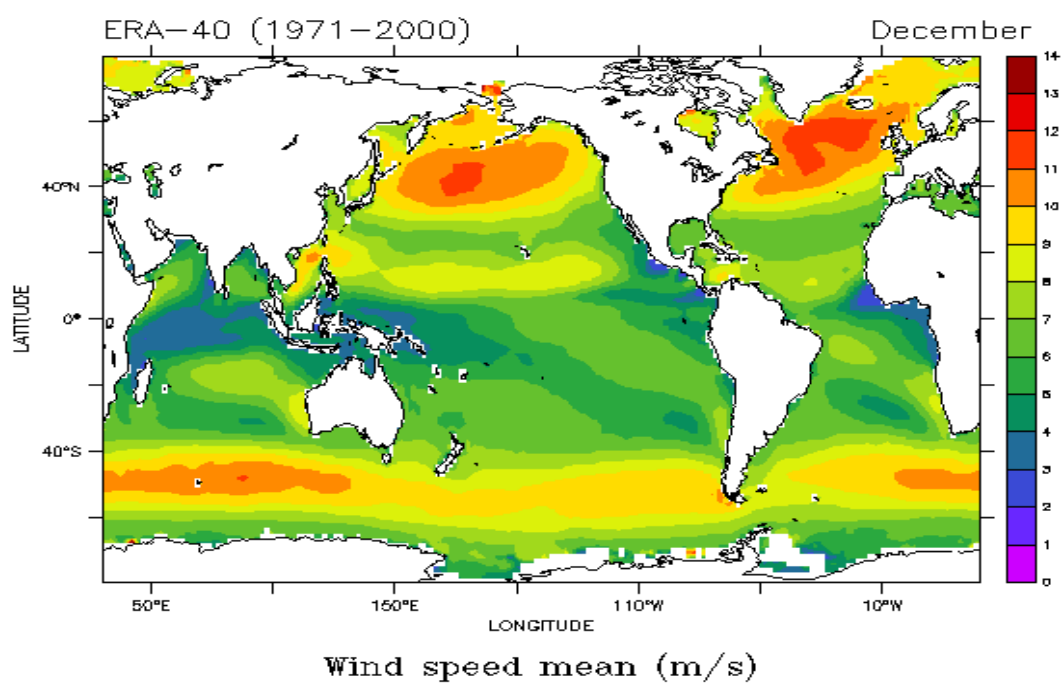 ERA-40 (1971-2000)
December
14
13
12
11
10
9
8
7
6
5
4
3
2
1
0
40°N
0°
40°S
LATITUDE
50°E
150°E
110°W
10°W
LONGITUDE
Wind speed mean (m/s)